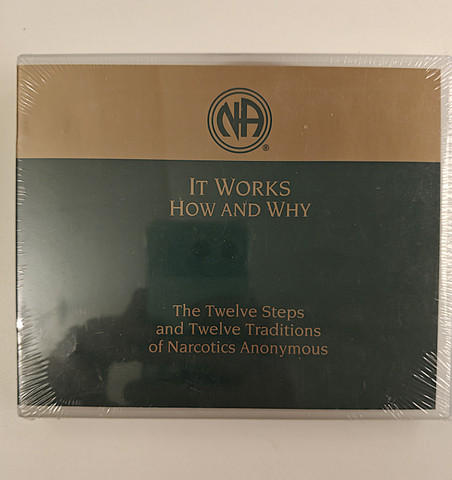 NA
®
IT WORKS
HOW AND WHY
The Twelve Steps
and Twelve Traditions
of Narcotics Anonymous